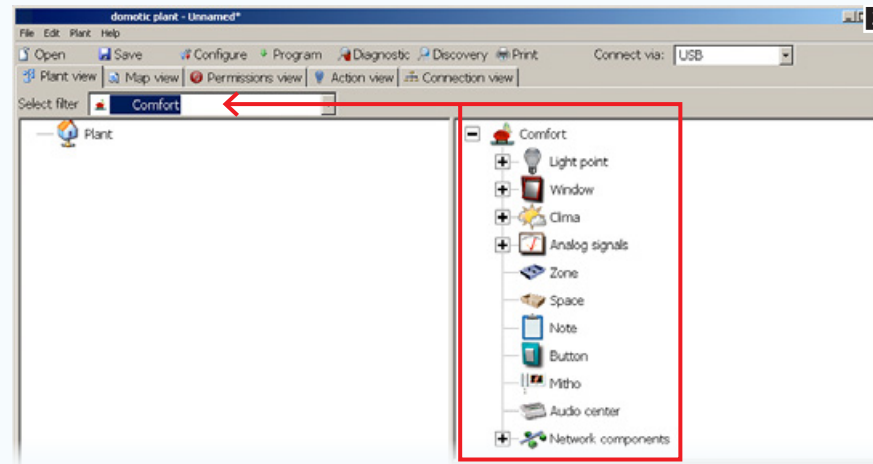 domotic plant - Unnamed*
File Edit Plant Help
Open Save Configure Program Diagnostic Discovery Print Connect via: USB
Plant view Map view Permissions view Action view Connection view
Select filter Comfort
Plant
Comfort
Light point
Window
Clima
Analog signals
Zone
Space
Note
Button
Mitho
Audio center
Network components